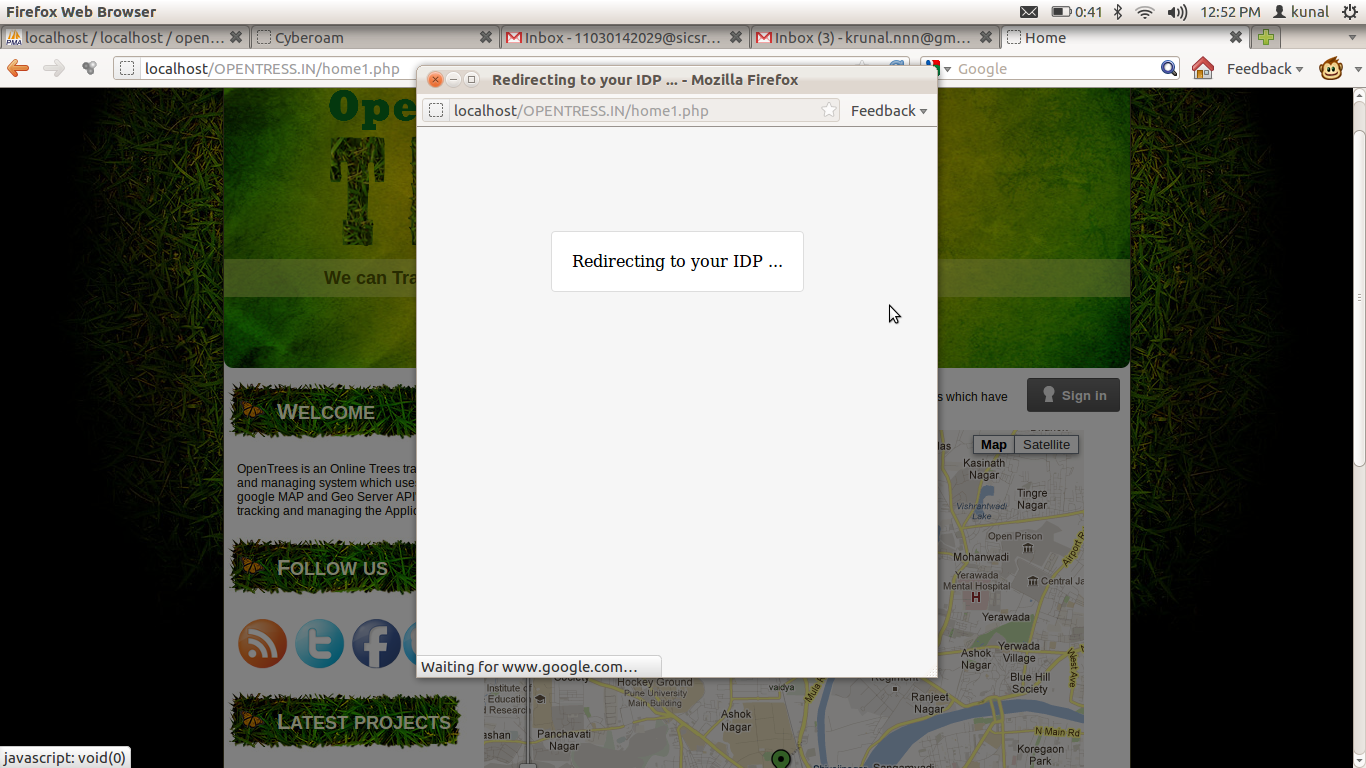 Firefox Web Browser
0:41
12:52 PM
kunal
localhost / localhost / open...
Cyberoam
Inbox - 11030142029@sicsr...
Inbox (3) - krunal.nnn@gm...
Home
localhost/OPENTRESS.IN/home1.php
Google
Feedback
Redirecting to your IDP ... - Mozilla Firefox
localhost/OPENTRESS.IN/home1.php
Feedback
Ope
T
We can Tra
Redirecting to your IDP ...
WELCOME
s which have
Sign in
OpenTrees is an Online Trees tra
and managing system which use
google MAP and Geo Server API
tracking and managing the Applic
Map
Satellite
Kasinath
Nagar
Tingre
Nagar
Vishrantwadi
Lake
Open Prison
Airport R
Mohanwadi
Yerawada
Mental Hospital
Central Ja
H
Yerawada
Yerwada
Village
Ashok
Nagar
West Ave
Blue Hill
Society
FOLLOW US
Waiting for www.google.com...
Institute of
Education
d Research
Society
Hockey Ground
Pune University
Main Building
vaidya
Mula R
Regiment
Ranjeet
Nagar
N Main Rd
LATEST PROJECTS
Ashok
Nagar
Panchavati
Nagar
Koregaon
Park
Sangamvadi
javascript: void(0)